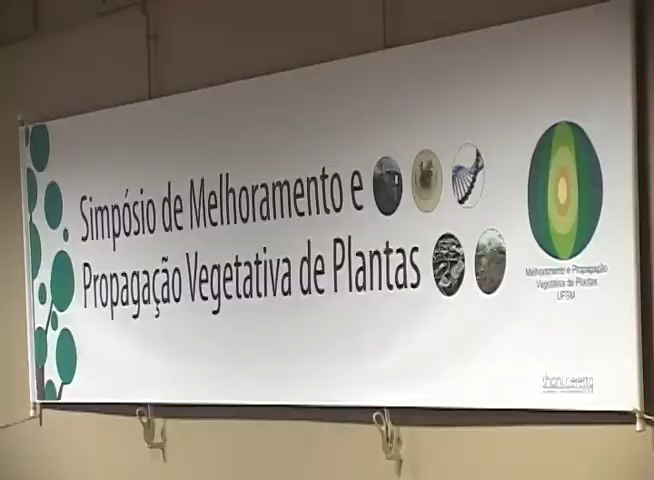 Simpósio de Melhoramento e
Propagação Vegetativa de Plantas
Melhoramento e Propagação
Vegetativa de Plantas
UFSM